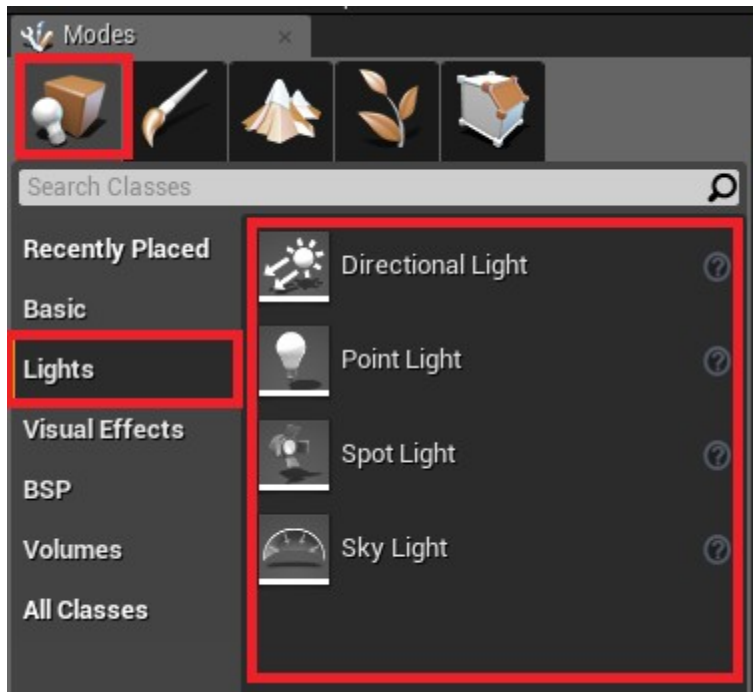 Modes
Search Classes
Recently Placed
Basic
Lights
Visual Effects
BSP
Volumes
All Classes
Directional Light
Point Light
Spot Light
Sky Light